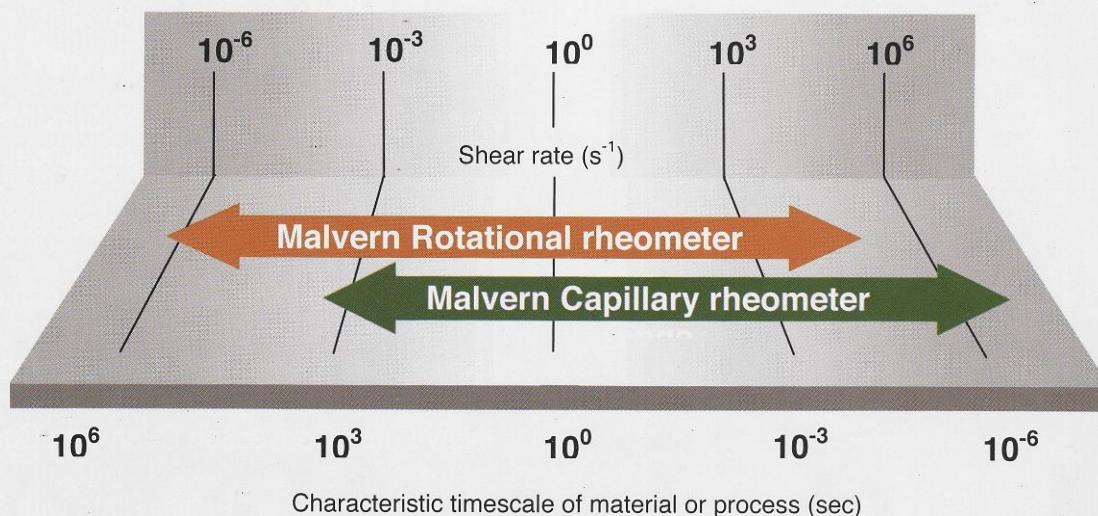 10⁻⁶ 10⁻³ 10⁰ 10³ 10⁶
Shear rate (s⁻¹)
Malvern Rotational rheometer
Malvern Capillary rheometer
10⁶ 10³ 10⁰ 10⁻³ 10⁻⁶
Characteristic timescale of material or process (sec)